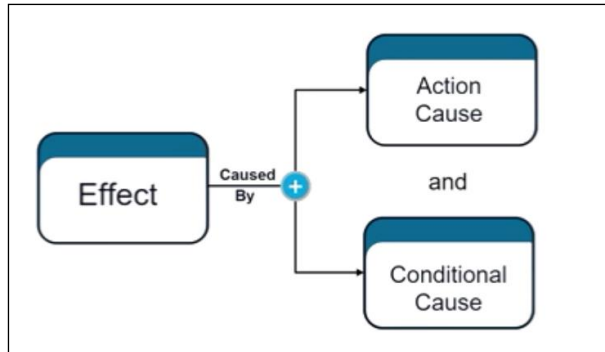 Action
Cause
Effect
Caused
By
+
and
Conditional
Cause